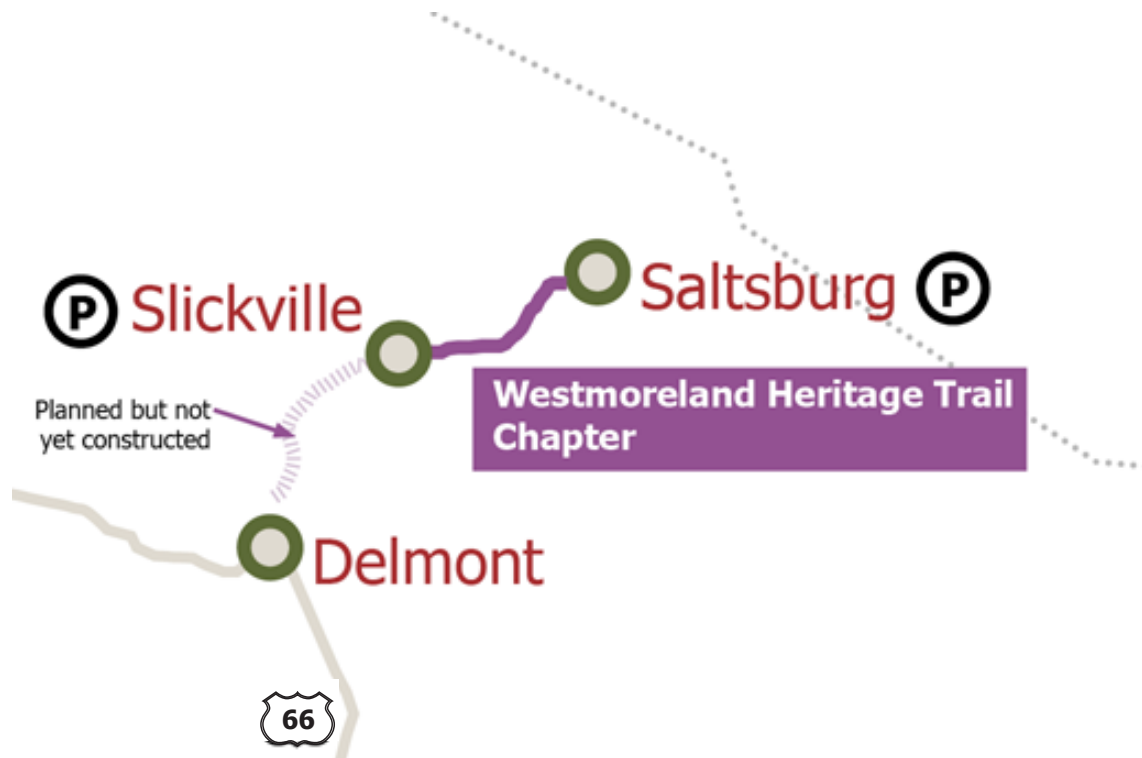 P Slickville
Saltsburg P
Westmoreland Heritage Trail
Chapter
Planned but not
yet constructed
Delmont
66